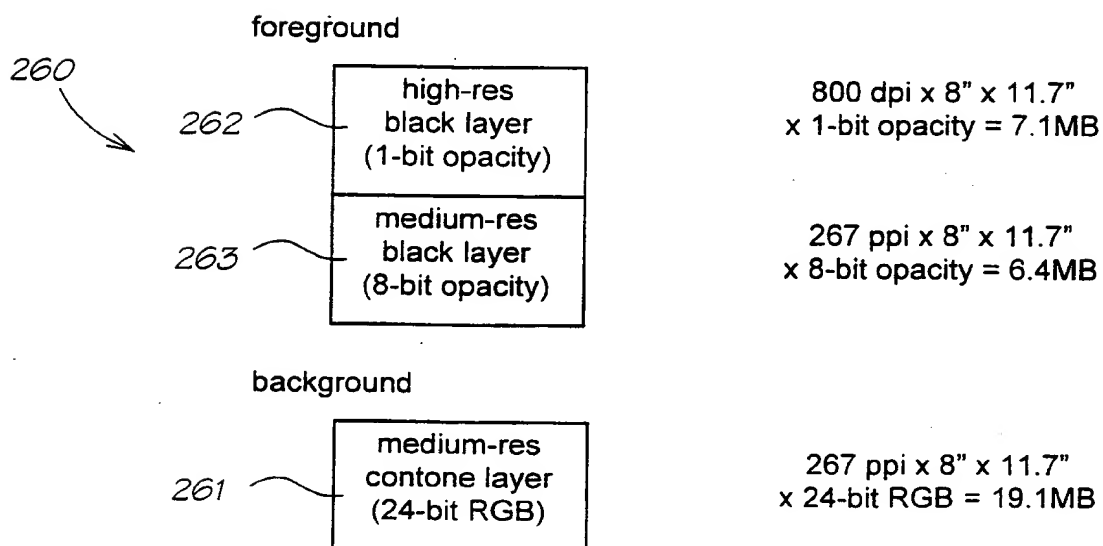 foreground
260
262
high-res
black layer
(1-bit opacity)
800 dpi x 8" x 11.7"
x 1-bit opacity = 7.1MB
263
medium-res
black layer
(8-bit opacity)
267 ppi x 8" x 11.7"
x 8-bit opacity = 6.4MB
background
261
medium-res
contone layer
(24-bit RGB)
267 ppi x 8" x 11.7"
x 24-bit RGB = 19.1MB